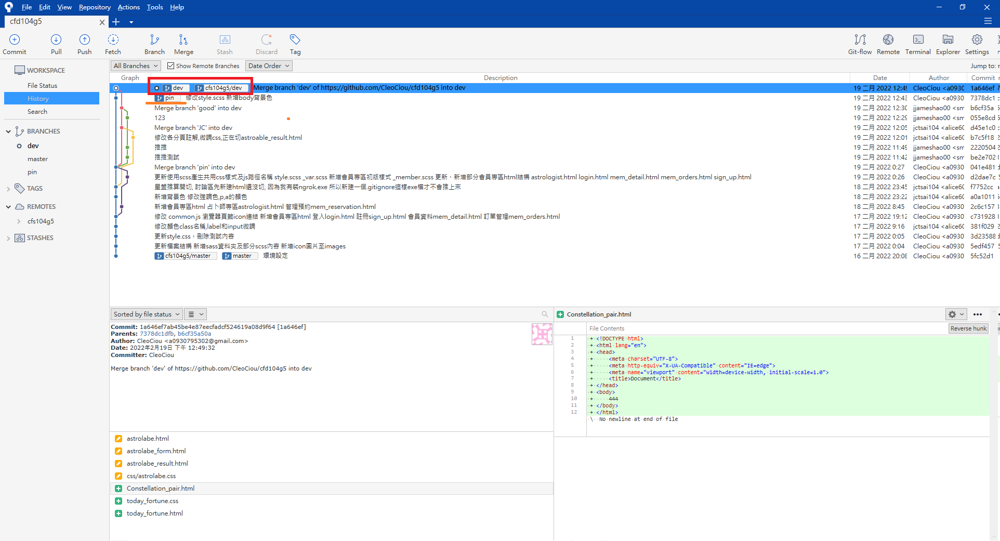 File Edit View Repository Actions Tools Help
cfd104g5
Commit Pull Push Fetch Branch Merge Stash Discard Tag Git-flow Remote Terminal Explorer Settings
WORKSPACE
File Status
History
Search
BRANCHES
dev
master
pin
TAGS
REMOTES
cfs104g5
STASHES
All Branches Show Remote Branches Date Order Jump to:
Graph Description Date Author Commit
dev cfs104g5/dev Merge branch 'dev' of https://github.com/CleoCiou/cfd104g5 into dev 19 二月 2022 12:49 CleoCiou <a0930 1a646ef 7
pin 修改style.scss 新增body背景色 19 二月 2022 12:43 CleoCiou <a0930 7378dc1
Merge branch 'good' into dev 19 二月 2022 12:30 jjameshao00 <sm b6cf35a
123 19 二月 2022 12:29 jjameshao00 <sm 055e8cd
Merge branch 'JC' into dev 19 二月 2022 12:05 jctsai104 <alice60 d45e1c0
修改各分頁註解,微調css,正在切astroable_result.html 19 二月 2022 12:01 jctsai104 <alice60 b7c5f18
推推 19 二月 2022 11:49 jjameshao00 <sm 2220504
推推測試 19 二月 2022 11:42 jjameshao00 <sm be2e702
Merge branch 'pin' into dev 19 二月 2022 0:27 CleoCiou <a0930 041e481
更新使用scss產生共用css樣式及js路徑名稱 style.scss _var.scss 新增會員專區初版樣式 _member.scss 更新、新增部分會員專區html結構 astrologist.html login.html mem_detail.html mem_orders.html sign_up.html 19 二月 2022 0:26 CleoCiou <a0930 d2dae7c
星盤推算開切, 討論區先新建html還沒切, 因為我有裝ngrok.exe 所以新建一個.gitignore這樣exe檔才不會推上來 18 二月 2022 23:45 jctsai104 <alice60 f7752cc
新增背景色 修改強調色,p,a的顏色 18 二月 2022 23:22 jctsai104 <alice60 a0a1011
新增會員專區html 占卜師專區astrologist.html 管理預約mem_reservation.html 18 二月 2022 8:45 CleoCiou <a0930 2c6c157
修改 common.js 瀏覽器頁籤icon連結 新增會員專區html 登入login.html 註冊sign_up.html 會員資料mem_detail.html 訂單管理mem_orders.html 17 二月 2022 19:12 CleoCiou <a0930 c731928
修改顏色class名稱,label和input微調 17 二月 2022 9:16 jctsai104 <alice60 381f029
更新style.css，刪除測試內容 17 二月 2022 0:05 CleoCiou <a0930 3d23588
更新檔案結構 新增sass資料夾及部分scss內容 新增icon圖片至images 17 二月 2022 0:04 CleoCiou <a0930 5edf457
cfs104g5/master master 環境設定 16 二月 2022 20:08 CleoCiou <a0930 5fc52d1
Sorted by file status
Commit: 1a646ef7ab45be4e87eecfadcf524619a08d9f64 [1a646ef]
Parents: 7378dc1dfb, b6cf35a50a
Author: CleoCiou <a0930795302@gmail.com>
Date: 2022年2月19日 下午 12:49:32
Committer: CleoCiou
Merge branch 'dev' of https://github.com/CleoCiou/cfd104g5 into dev
astrolabe.html
astrolabe_form.html
astrolabe_result.html
css/astrolabe.css
Constellation_pair.html
today_fortune.css
today_fortune.html
Constellation_pair.html
File Contents Reverse hunk
1 + <!DOCTYPE html>
2 + <html lang="en">
3 + <head>
4 + <meta charset="UTF-8">
5 + <meta http-equiv="X-UA-Compatible" content="IE=edge">
6 + <meta name="viewport" content="width=device-width, initial-scale=1.0">
7 + <title>Document</title>
8 + </head>
9 + <body>
10 + 444
11 + </body>
12 + </html>
\ No newline at end of file